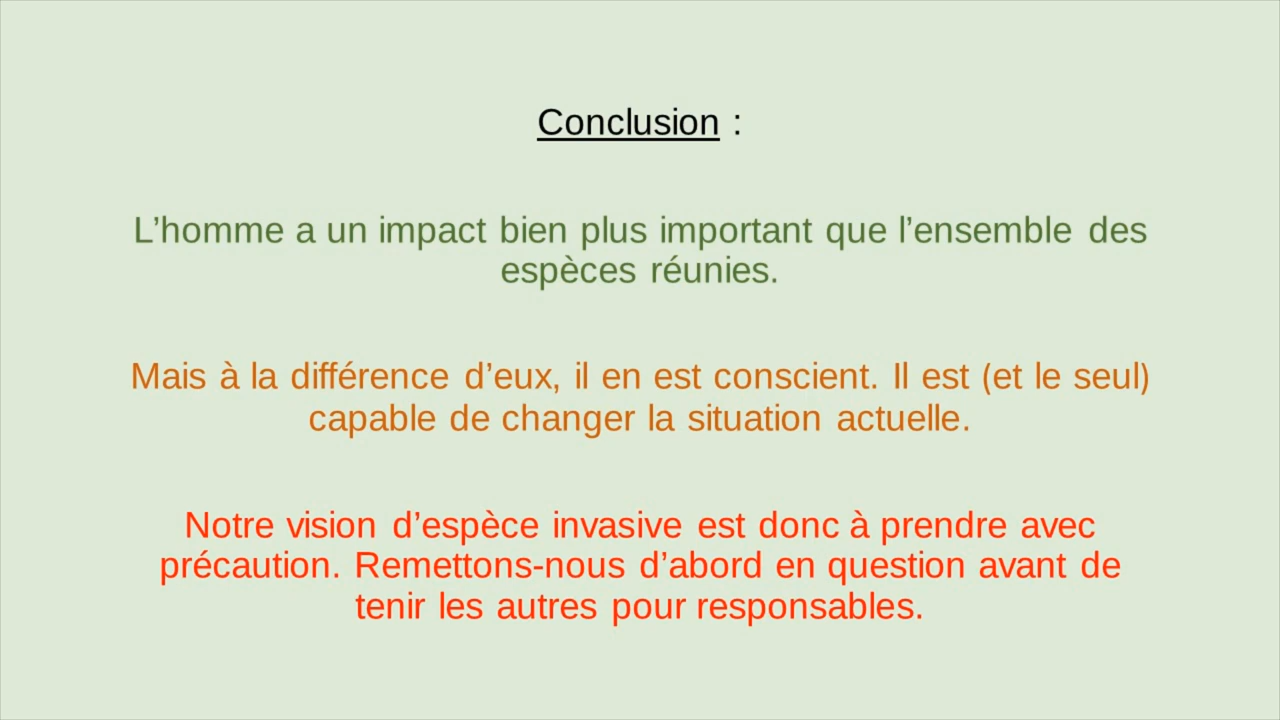 Conclusion :
L’homme a un impact bien plus important que l’ensemble des
espèces réunies.
Mais à la différence d’eux, il en est conscient. Il est (et le seul)
capable de changer la situation actuelle.
Notre vision d’espèce invasive est donc à prendre avec
précaution. Remettons-nous d’abord en question avant de
tenir les autres pour responsables.